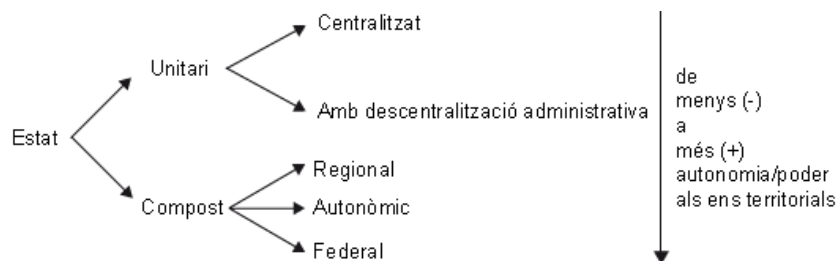 Estat
Unitari
Centralitzat
Amb descentralització administrativa
Compost
Regional
Autonòmic
Federal
de
menys (-)
a
més (+)
autonomia/poder
als ens territorials